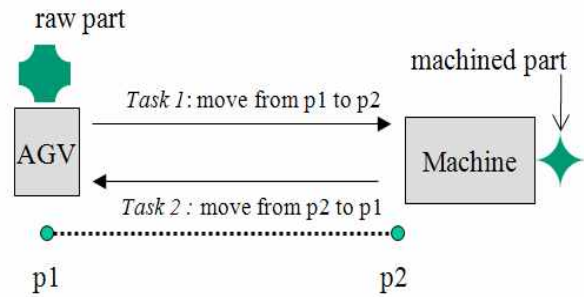 raw part
machined part
Task 1: move from p1 to p2
AGV
Machine
Task 2 : move from p2 to p1
p1
p2